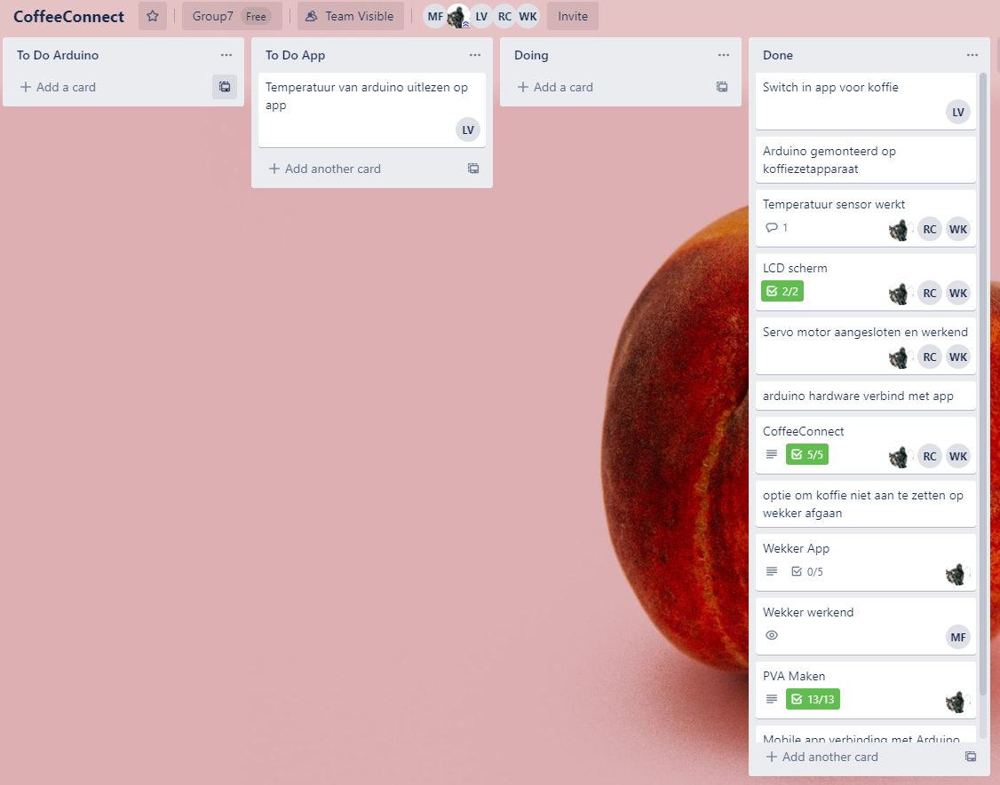 CoffeeConnect
Group7 Free
Team Visible
MF LV RC WK
Invite
To Do Arduino
Add a card
To Do App
Temperatuur van arduino uitlezen op
app
LV
Add another card
Doing
Add a card
Done
Switch in app voor koffie
LV
Arduino gemonteerd op
koffiezetapparaat
Temperatuur sensor werkt
1 RC WK
LCD scherm
2/2 RC WK
Servo motor aangesloten en werkend
RC WK
arduino hardware verbind met app
CoffeeConnect
5/5 RC WK
optie om koffie niet aan te zetten op
wekker afgaan
Wekker App
0/5
Wekker werkend
MF
PVA Maken
13/13
Mobile app verbinding met Arduino
Add another card